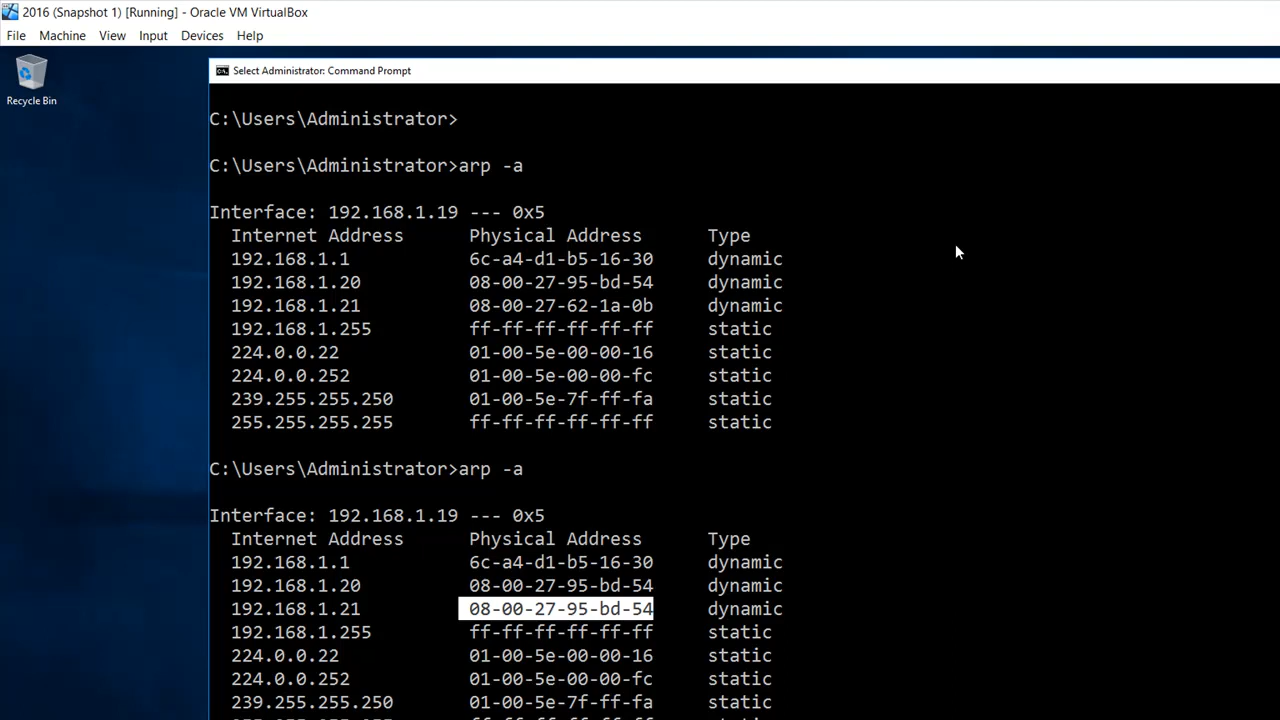 2016 (Snapshot 1) [Running] - Oracle VM VirtualBox
File Machine View Input Devices Help
Recycle Bin
Select Administrator: Command Prompt
C:\Users\Administrator>
C:\Users\Administrator>arp -a
Interface: 192.168.1.19 --- 0x5
Internet Address Physical Address Type
192.168.1.1 6c-a4-d1-b5-16-30 dynamic
192.168.1.20 08-00-27-95-bd-54 dynamic
192.168.1.21 08-00-27-62-1a-0b dynamic
192.168.1.255 ff-ff-ff-ff-ff-ff static
224.0.0.22 01-00-5e-00-00-16 static
224.0.0.252 01-00-5e-00-00-fc static
239.255.255.250 01-00-5e-7f-ff-fa static
255.255.255.255 ff-ff-ff-ff-ff-ff static
C:\Users\Administrator>arp -a
Interface: 192.168.1.19 --- 0x5
Internet Address Physical Address Type
192.168.1.1 6c-a4-d1-b5-16-30 dynamic
192.168.1.20 08-00-27-95-bd-54 dynamic
192.168.1.21 08-00-27-95-bd-54 dynamic
192.168.1.255 ff-ff-ff-ff-ff-ff static
224.0.0.22 01-00-5e-00-00-16 static
224.0.0.252 01-00-5e-00-00-fc static
239.255.255.250 01-00-5e-7f-ff-fa static